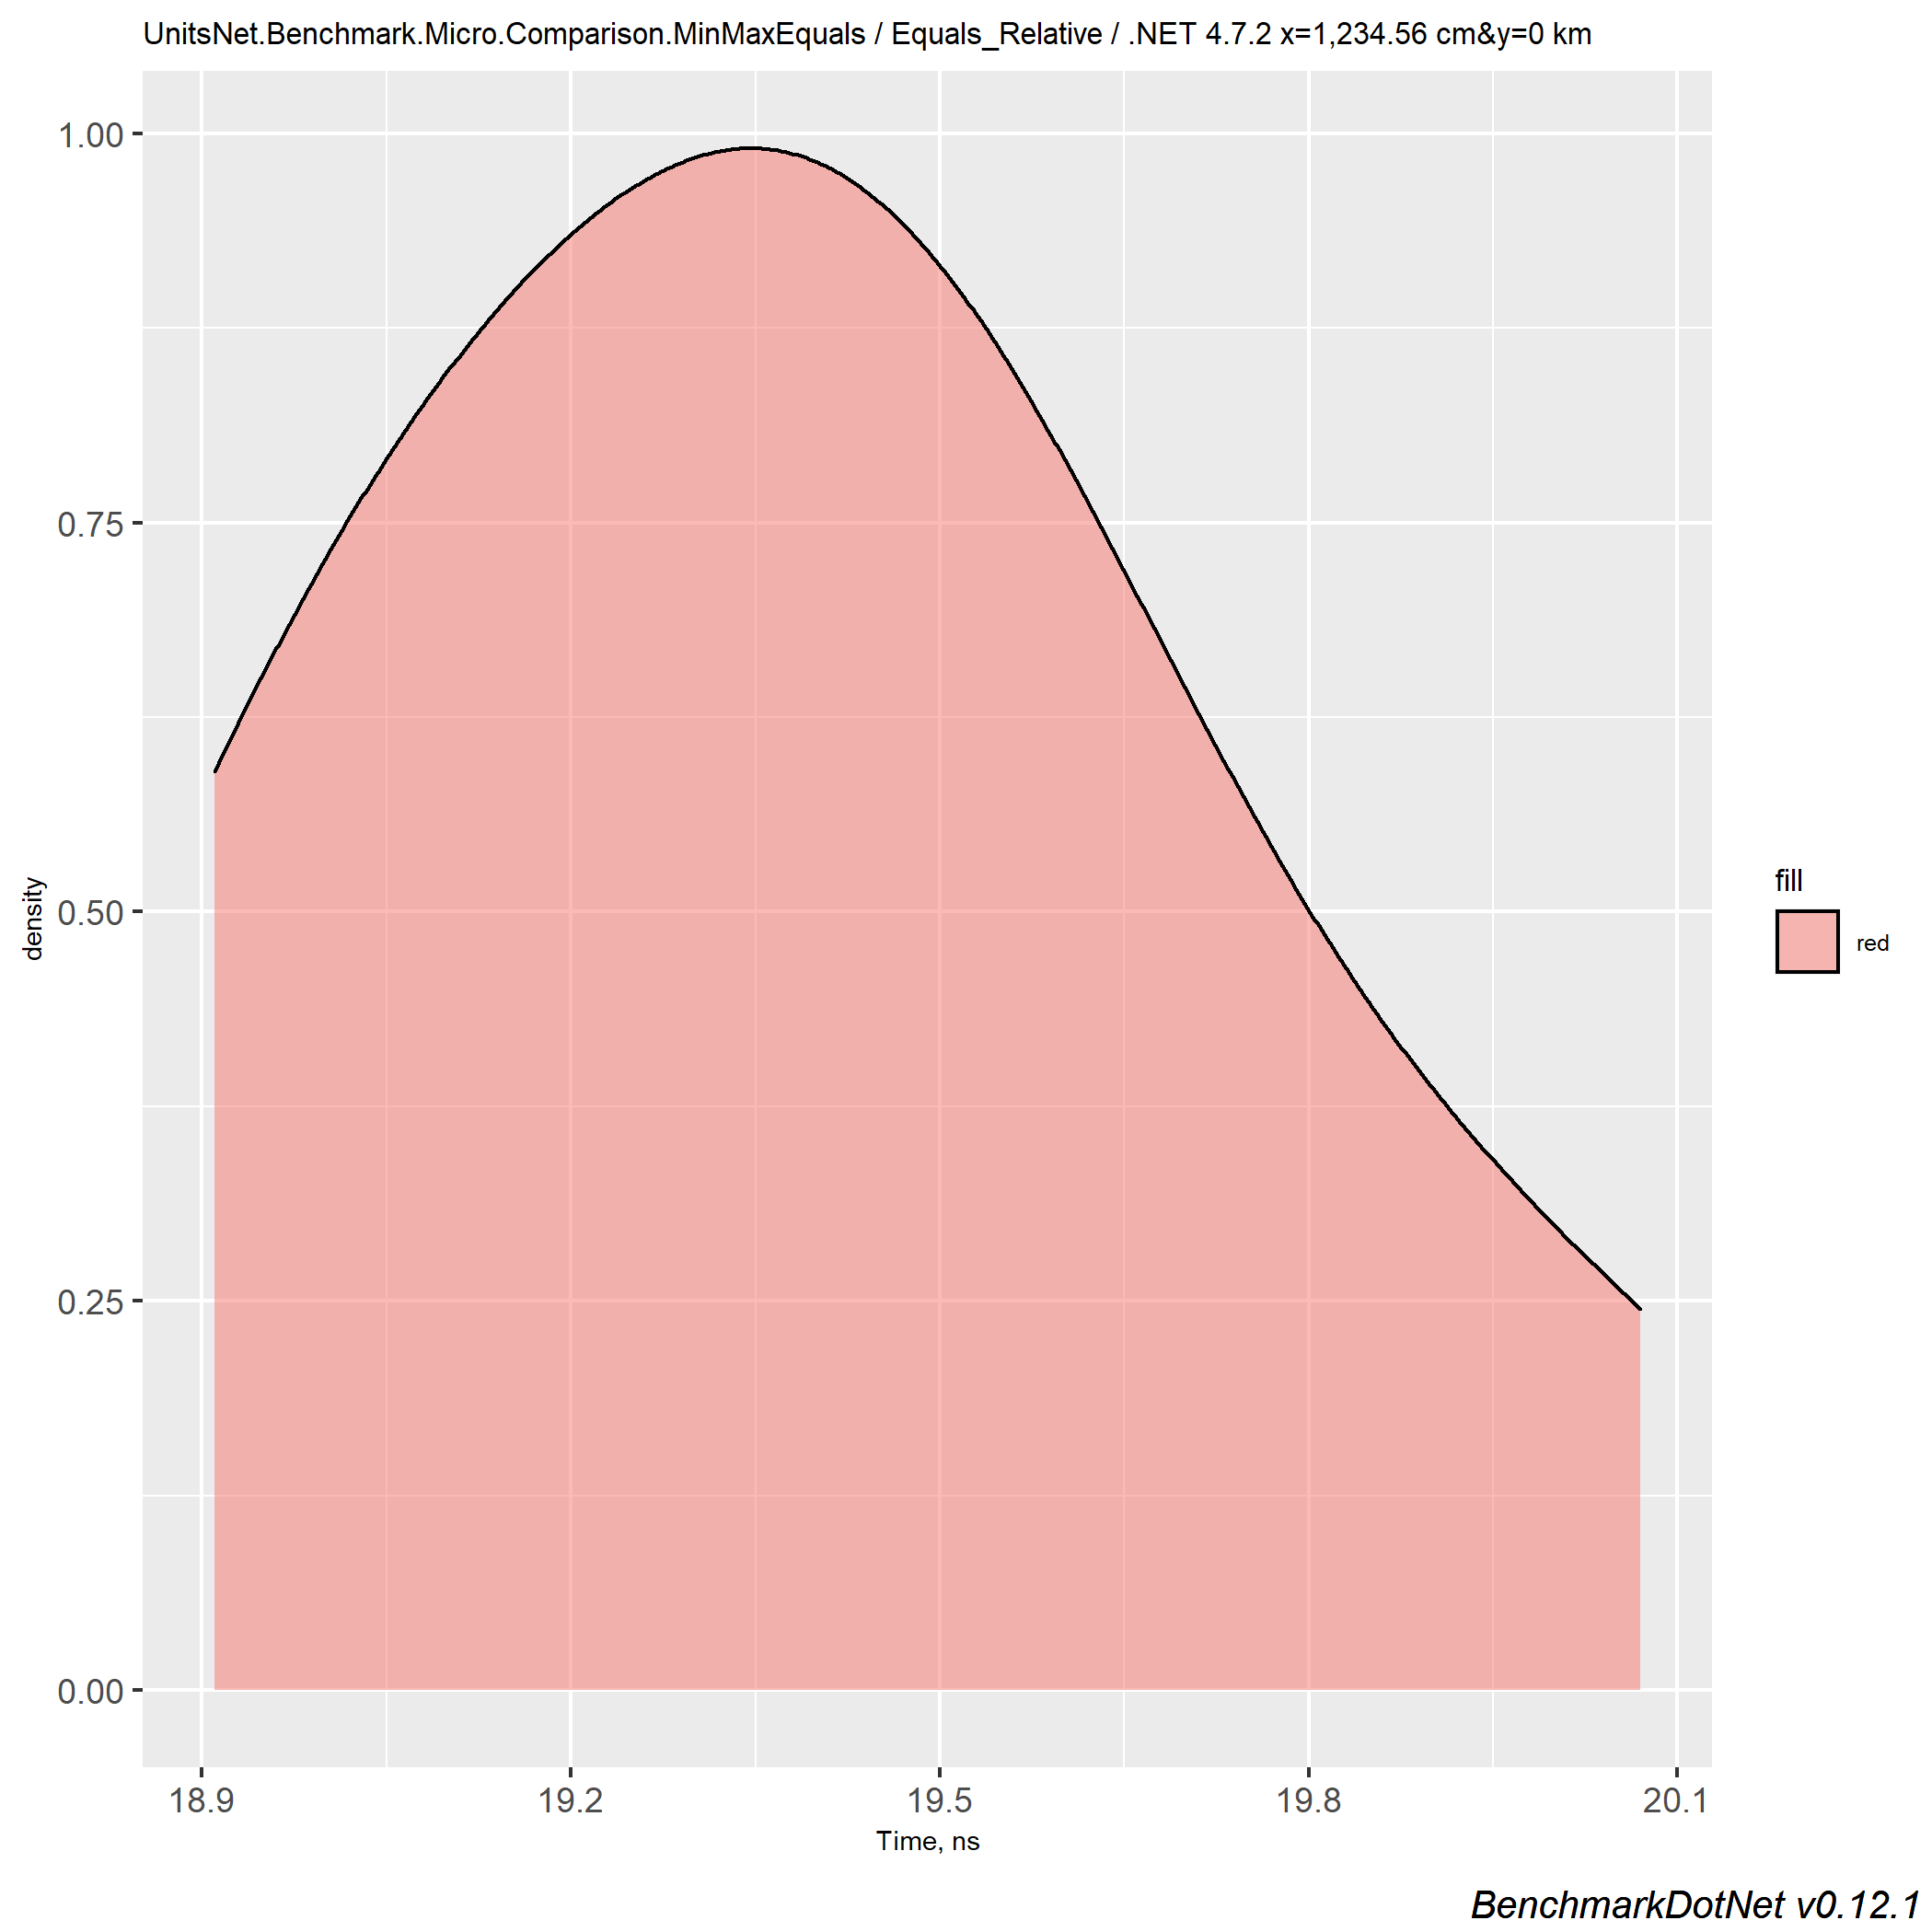 UnitsNet.Benchmark.Micro.Comparison.MinMaxEquals / Equals_Relative / .NET 4.7.2 x=1,234.56 cm&y=0 km
1.00
0.75
0.50
0.25
0.00
density
18.9 19.2 19.5 19.8 20.1
Time, ns
fill
red
BenchmarkDotNet v0.12.1